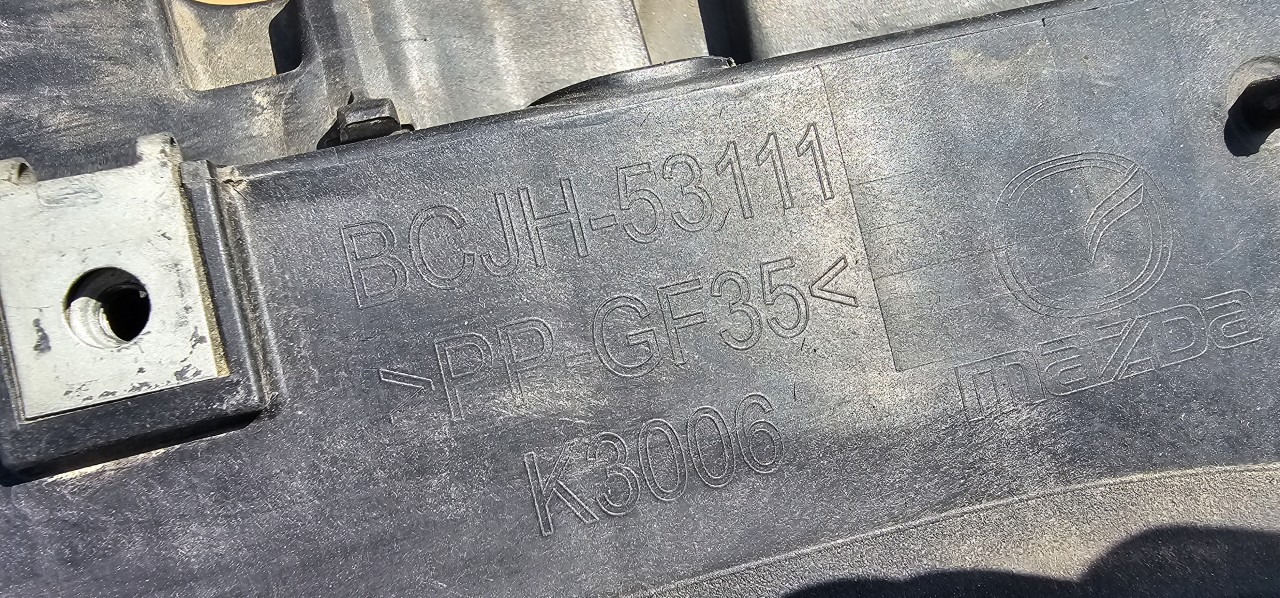 BCJH-53111
>PP-GF35<
K3006
mazda